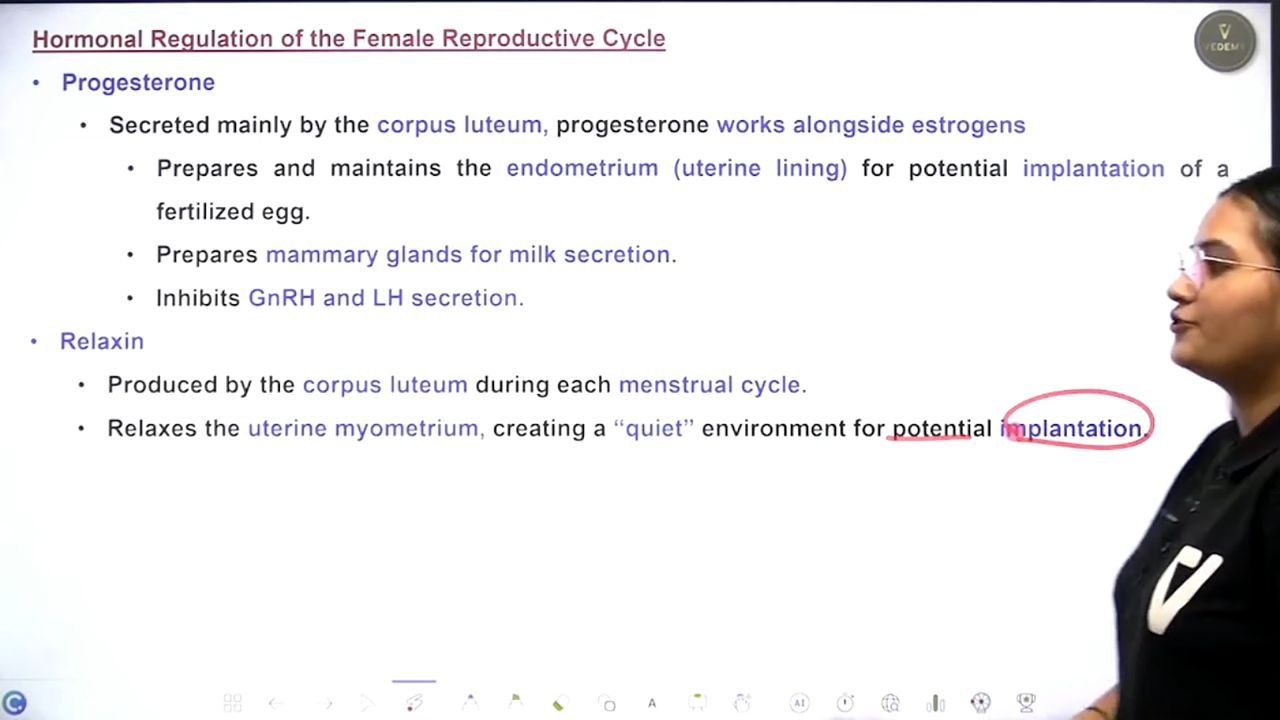 Hormonal Regulation of the Female Reproductive Cycle
VEDEMY
• Progesterone
• Secreted mainly by the corpus luteum, progesterone works alongside estrogens
• Prepares and maintains the endometrium (uterine lining) for potential implantation of a
fertilized egg.
• Prepares mammary glands for milk secretion.
• Inhibits GnRH and LH secretion.
• Relaxin
• Produced by the corpus luteum during each menstrual cycle.
• Relaxes the uterine myometrium, creating a “quiet” environment for potential implantation.
A
AI